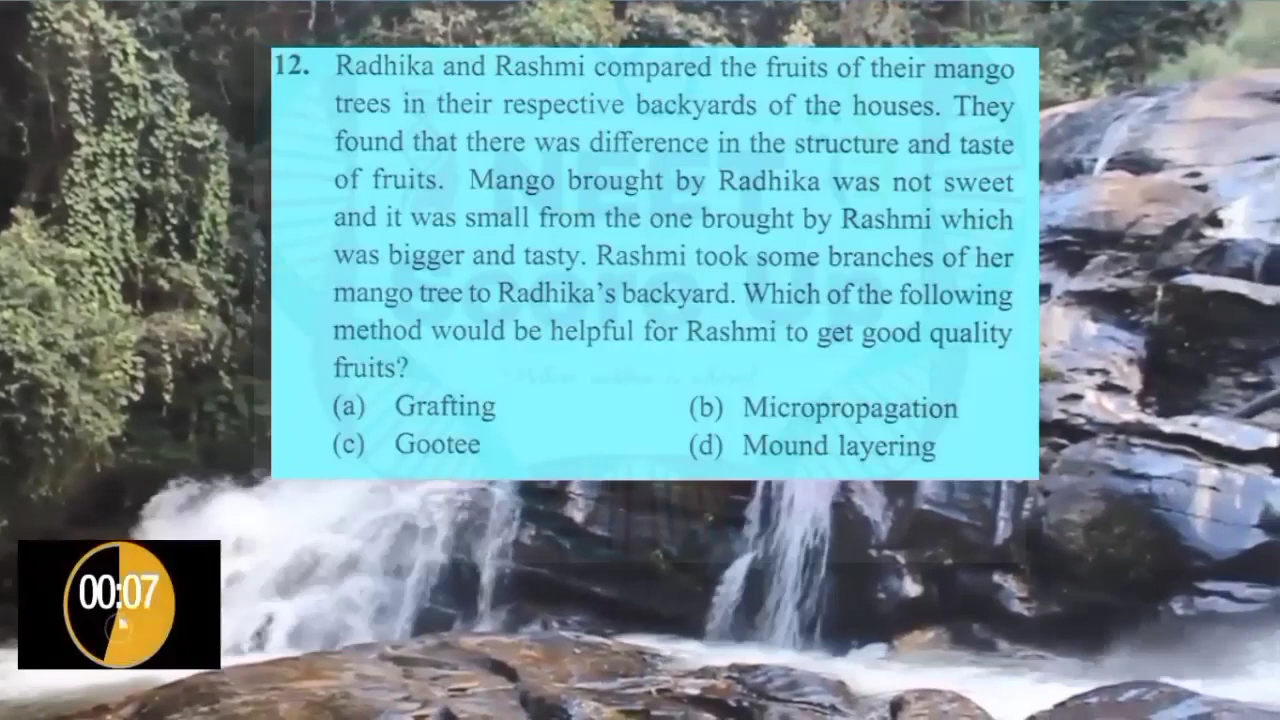 12. Radhika and Rashmi compared the fruits of their mango
trees in their respective backyards of the houses. They
found that there was difference in the structure and taste
of fruits. Mango brought by Radhika was not sweet
and it was small from the one brought by Rashmi which
was bigger and tasty. Rashmi took some branches of her
mango tree to Radhika's backyard. Which of the following
method would be helpful for Rashmi to get good quality
fruits?
(a) Grafting (b) Micropropagation
(c) Gootee (d) Mound layering
00:07